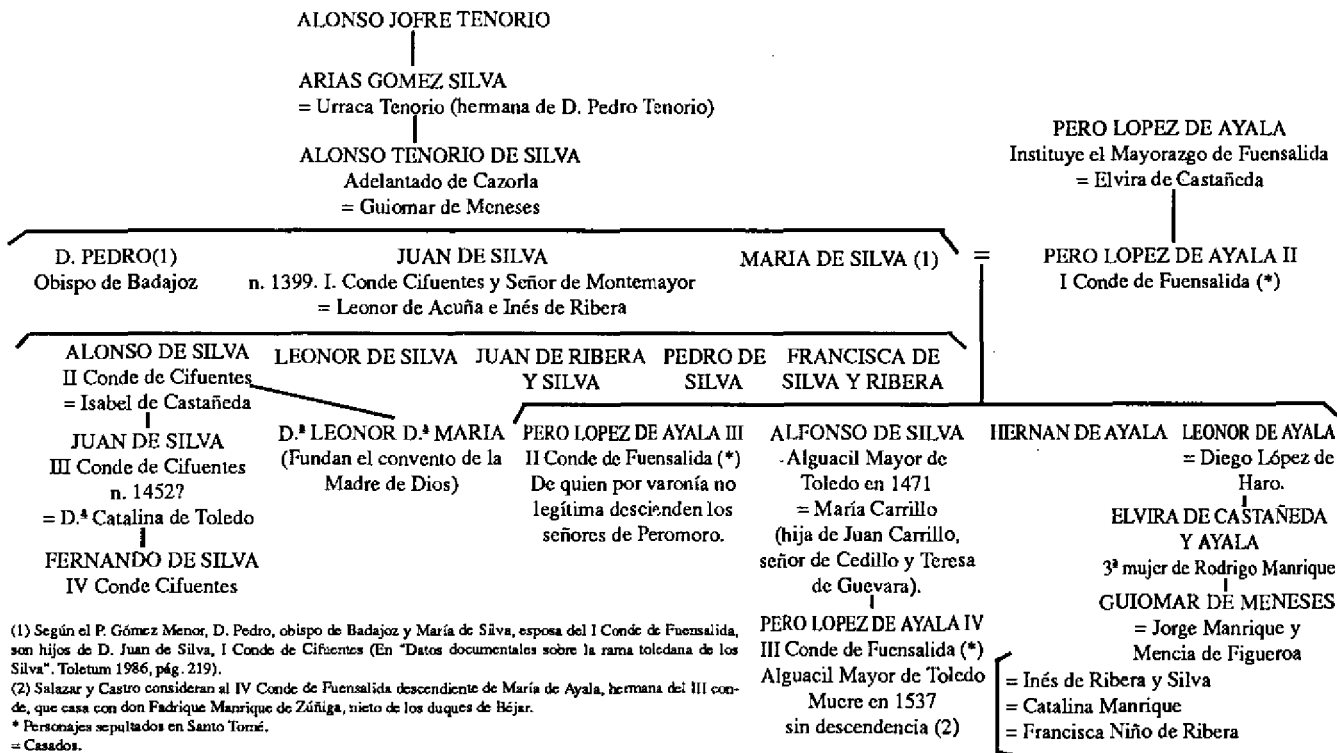 ALONSO JOFRE TENORIO
ARIAS GOMEZ SILVA
= Urraca Tenorio (hermana de D. Pedro Tenorio)
ALONSO TENORIO DE SILVA
Adelantado de Cazorla
= Guiomar de Meneses
PERO LOPEZ DE AYALA
Instituye el Mayorazgo de Fuensalida
= Elvira de Castañeda
D. PEDRO(1)
Obispo de Badajoz
JUAN DE SILVA
n. 1399. I. Conde Cifuentes y Señor de Montemayor
= Leonor de Acuña e Inés de Ribera
MARIA DE SILVA (1)
=
PERO LOPEZ DE AYALA II
I Conde de Fuensalida (*)
ALONSO DE SILVA
II Conde de Cifuentes
= Isabel de Castañeda
LEONOR DE SILVA
JUAN DE RIBERA
Y SILVA
PEDRO DE
SILVA
FRANCISCA DE
SILVA Y RIBERA
JUAN DE SILVA
III Conde de Cifuentes
n. 1452?
= D.ª Catalina de Toledo
FERNANDO DE SILVA
IV Conde Cifuentes
D.ª LEONOR D.ª MARIA
(Fundan el convento de la
Madre de Dios)
PERO LOPEZ DE AYALA III
II Conde de Fuensalida (*)
De quien por varonía no
legítima descienden los
señores de Peromoro.
ALFONSO DE SILVA
Alguacil Mayor de
Toledo en 1471
= María Carrillo
(hija de Juan Carrillo,
señor de Cedillo y Teresa
de Guevara).
PERO LOPEZ DE AYALA IV
III Conde de Fuensalida (*)
Alguacil Mayor de Toledo
Muere en 1537
sin descendencia (2)
HERNAN DE AYALA
LEONOR DE AYALA
= Diego López de
Haro.
ELVIRA DE CASTAÑEDA
Y AYALA
3ª mujer de Rodrigo Manrique
GUIOMAR DE MENESES
= Jorge Manrique y
Mencia de Figueroa
= Inés de Ribera y Silva
= Catalina Manrique
= Francisca Niño de Ribera
(1) Según el P. Gómez Menor, D. Pedro, obispo de Badajoz y María de Silva, esposa del I Conde de Fuensalida,
son hijos de D. Juan de Silva, I Conde de Cifuentes (En "Datos documentales sobre la rama toledana de los
Silva". Toletum 1986, pág. 219).
(2) Salazar y Castro consideran al IV Conde de Fuensalida descendiente de María de Ayala, hermana del III con-
de, que casa con don Fadrique Manrique de Zúñiga, nieto de los duques de Béjar.
* Personajes sepultados en Santo Tomé.
= Casados.